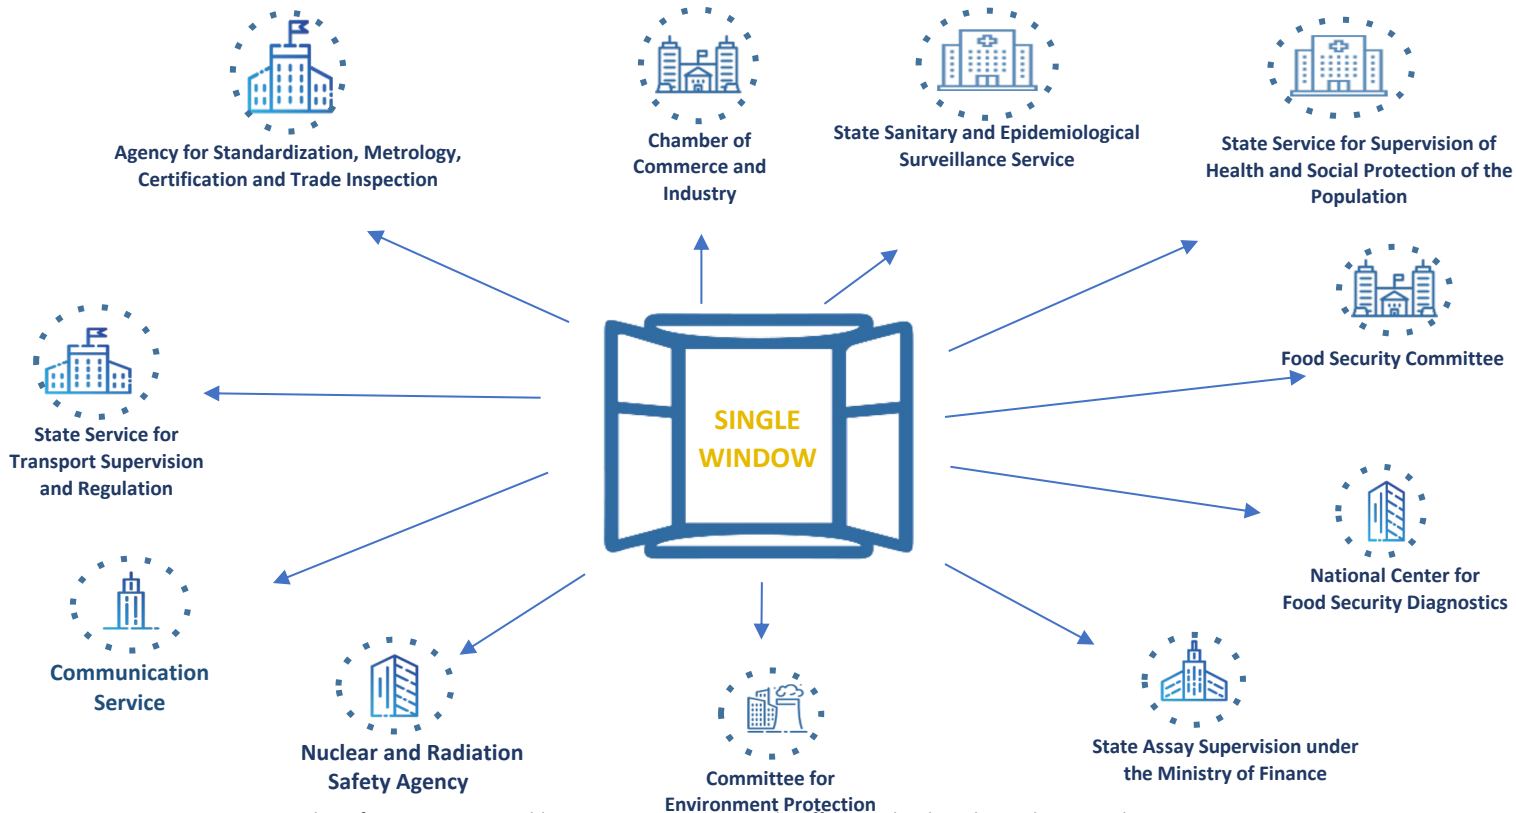 Agency for Standardization, Metrology,
Certification and Trade Inspection
Chamber of
Commerce and
Industry
State Sanitary and Epidemiological
Surveillance Service
State Service for Supervision of
Health and Social Protection of the
Population
Food Security Committee
State Service for
Transport Supervision
and Regulation
SINGLE
WINDOW
National Center for
Food Security Diagnostics
Communication
Service
Nuclear and Radiation
Safety Agency
Committee for
Environment Protection
State Assay Supervision under
the Ministry of Finance